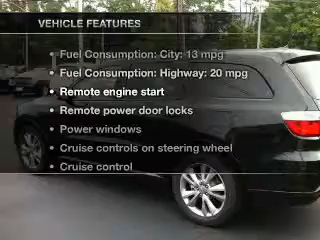 VEHICLE FEATURES
• Fuel Consumption: City: 13 mpg
• Fuel Consumption: Highway: 20 mpg
• Remote engine start
• Remote power door locks
• Power windows
• Cruise controls on steering wheel
• Cruise control